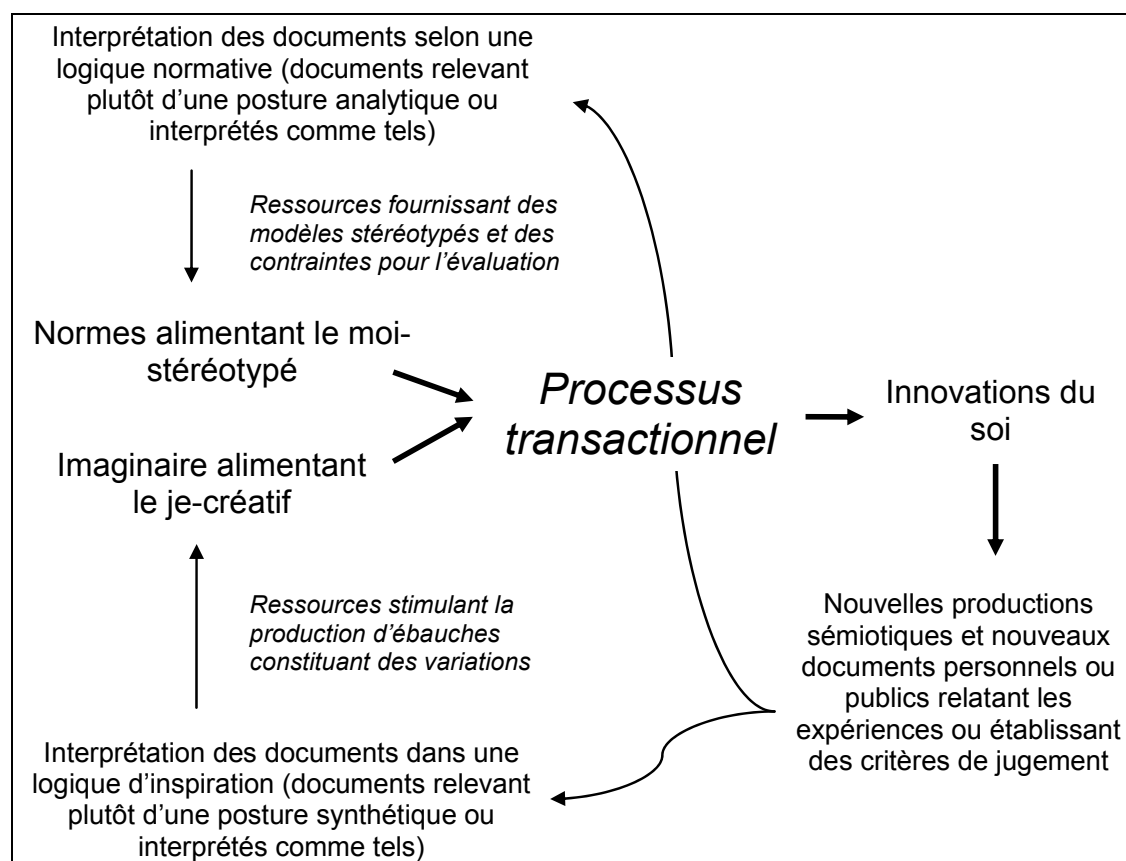 Interprétation des documents selon une
logique normative (documents relevant
plutôt d'une posture analytique ou
interprétés comme tels)
Ressources fournissant des
modèles stéréotypés et des
contraintes pour l'évaluation
Normes alimentant le moi-
stéréotypé
Imaginaire alimentant
le je-créatif
Ressources stimulant la
production d'ébauches
constituant des variations
Interprétation des documents dans une
logique d'inspiration (documents relevant
plutôt d'une posture synthétique ou
interprétés comme tels)
Processus
transactionnel
Innovations du
soi
Nouvelles productions
sémiotiques et nouveaux
documents personnels ou
publics relatant les
expériences ou établissant
des critères de jugement